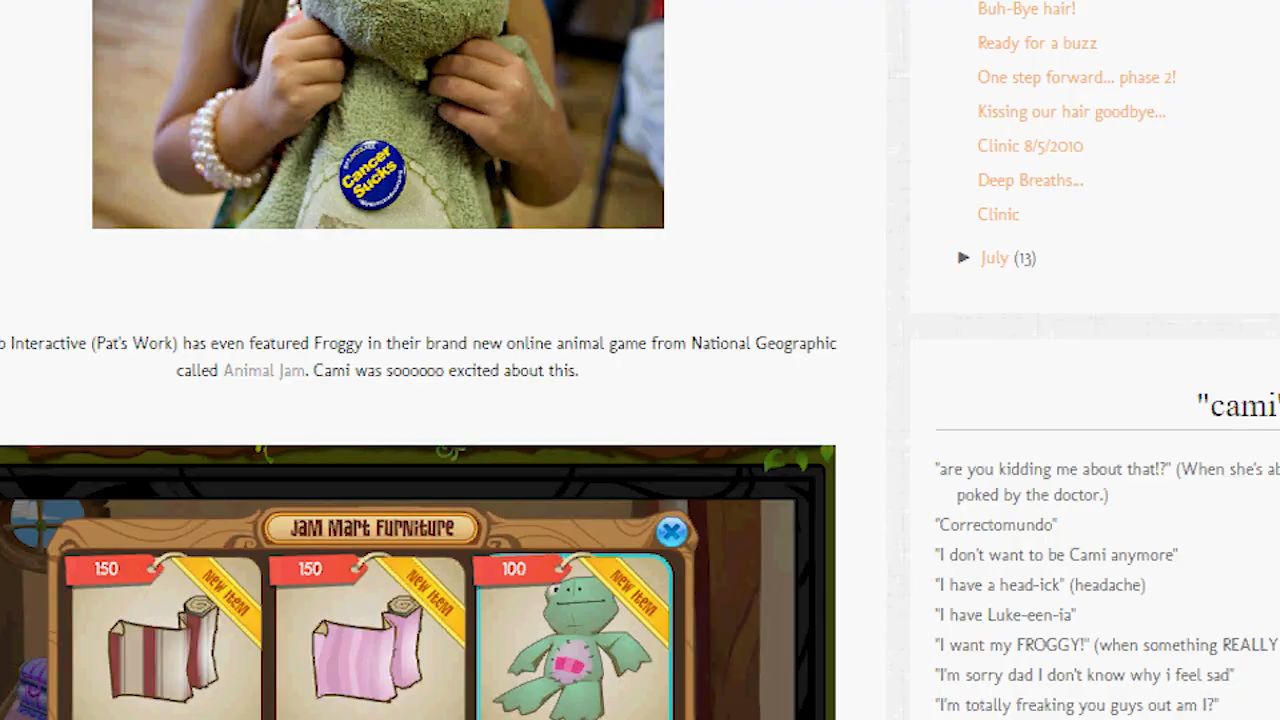 Cancer
Sucks
o Interactive (Pat's Work) has even featured Froggy in their brand new online animal game from National Geographic
called Animal Jam. Cami was soooooo excited about this.
Jam Mart Furniture
150
New Item
150
New Item
100
New Item
Buh-Bye hair!
Ready for a buzz
One step forward... phase 2!
Kissing our hair goodbye...
Clinic 8/5/2010
Deep Breaths...
Clinic
► July (13)
"cami"
"are you kidding me about that!?" (When she's ab
poked by the doctor.)
"Correctomundo"
"I don't want to be Cami anymore"
"I have a head-ick" (headache)
"I have Luke-een-ia"
"I want my FROGGY!" (when something REALLY
"I'm sorry dad I don't know why i feel sad"
"I'm totally freaking you guys out am I?"